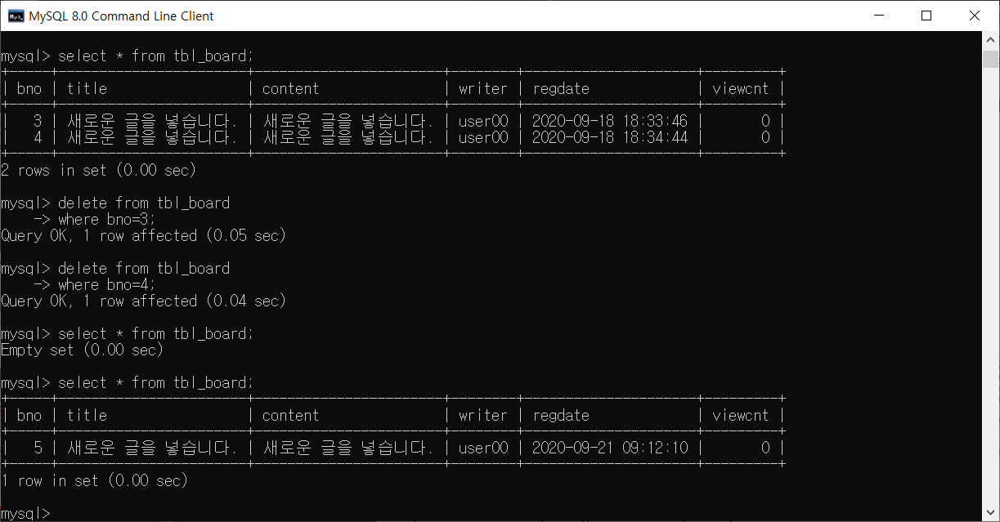 MySQL 8.0 Command Line Client
mysql> select * from tbl_board;
+-----+-----------------------+-----------------------+--------+---------------------+---------+
| bno | title                 | content               | writer | regdate             | viewcnt |
+-----+-----------------------+-----------------------+--------+---------------------+---------+
|   3 | 새로운 글을 넣습니다. | 새로운 글을 넣습니다. | user00 | 2020-09-18 18:33:46 |       0 |
|   4 | 새로운 글을 넣습니다. | 새로운 글을 넣습니다. | user00 | 2020-09-18 18:34:44 |       0 |
+-----+-----------------------+-----------------------+--------+---------------------+---------+
2 rows in set (0.00 sec)
mysql> delete from tbl_board
    -> where bno=3;
Query OK, 1 row affected (0.05 sec)
mysql> delete from tbl_board
    -> where bno=4;
Query OK, 1 row affected (0.04 sec)
mysql> select * from tbl_board;
Empty set (0.00 sec)
mysql> select * from tbl_board;
+-----+-----------------------+-----------------------+--------+---------------------+---------+
| bno | title                 | content               | writer | regdate             | viewcnt |
+-----+-----------------------+-----------------------+--------+---------------------+---------+
|   5 | 새로운 글을 넣습니다. | 새로운 글을 넣습니다. | user00 | 2020-09-21 09:12:10 |       0 |
+-----+-----------------------+-----------------------+--------+---------------------+---------+
1 row in set (0.00 sec)
mysql>